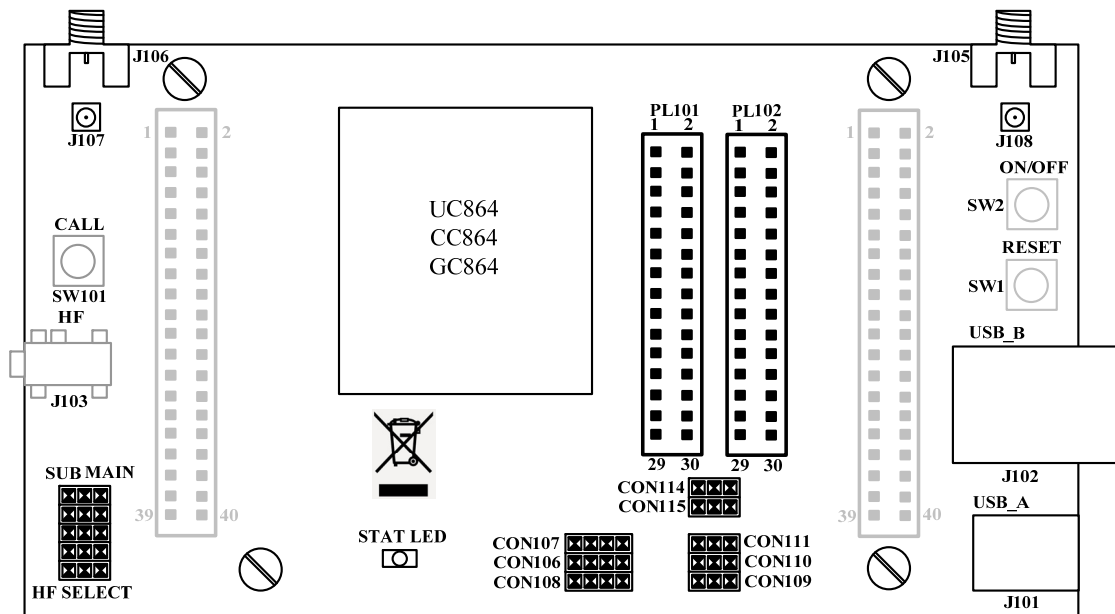 J106
J105
PL101
PL102
1
2
1
2
1
2
1
2
J107
J108
ON/OFF
SW2
UC864
CC864
GC864
CALL
SW101
RESET
SW1
HF
J103
USB_B
J102
29
30
29
30
SUB MAIN
HF SELECT
39
40
39
40
CON114
CON115
USB_A
J101
STAT LED
CON107
CON106
CON108
CON111
CON110
CON109